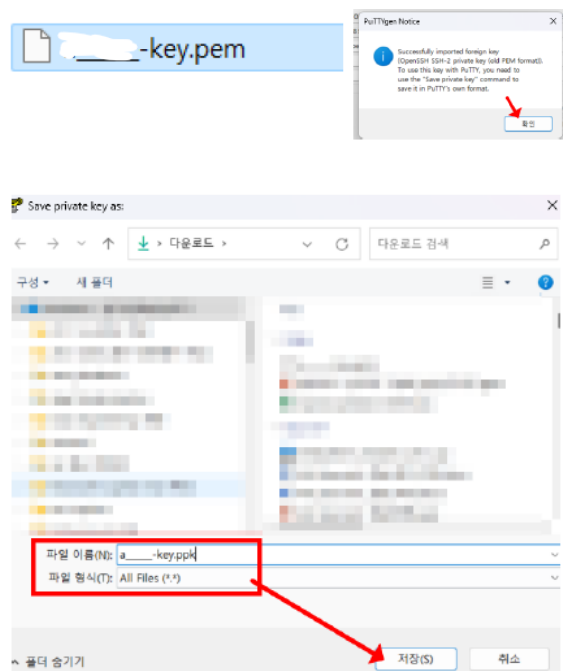 -key.pem
PuTTYgen Notice
Successfully imported foreign key
(OpenSSH SSH-2 private key (old PEM format)).
To use this key with PuTTY, you need to
use the "Save private key" command to
save it in PuTTY's own format.
확인
Save private key as:
다운로드
다운로드 검색
구성
새 폴더
파일 이름(N): a_____-key.ppk
파일 형식(T): All Files (*.*)
폴더 숨기기
저장(S)
취소